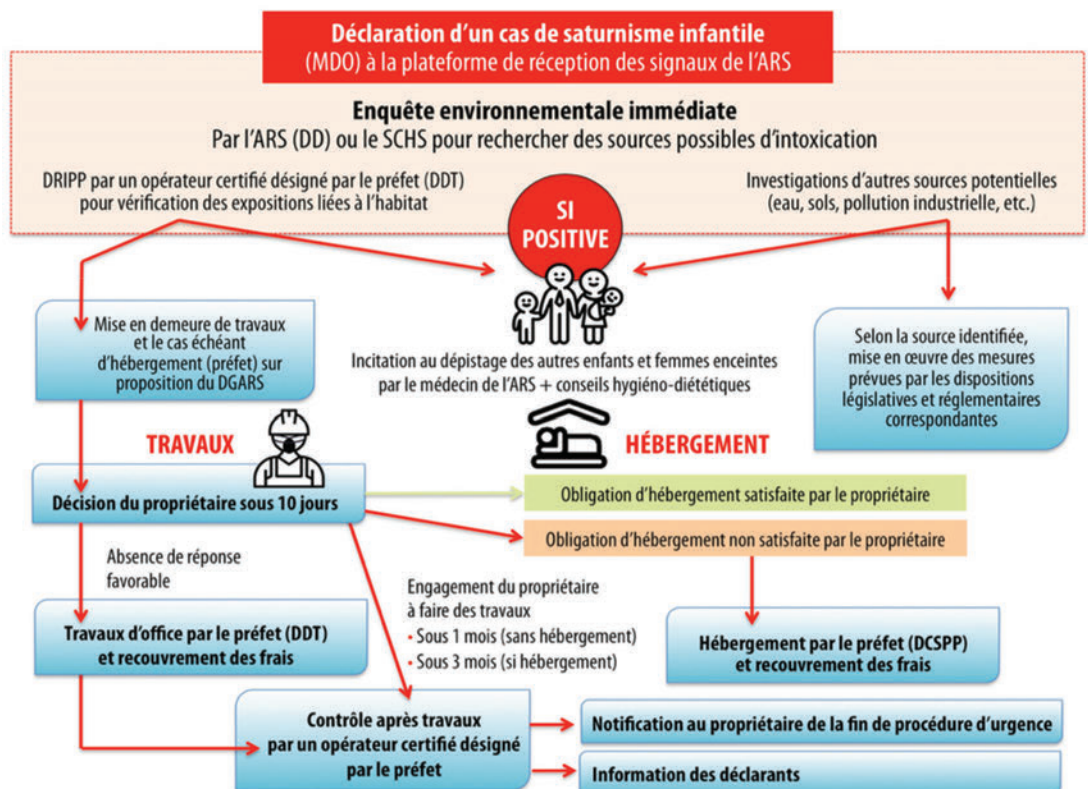 Déclaration d'un cas de saturnisme infantile
(MDO) à la plateforme de réception des signaux de l'ARS
Enquête environnementale immédiate
Par l'ARS (DD) ou le SCHS pour rechercher des sources possibles d'intoxication
DRIPP par un opérateur certifié désigné par le préfet (DDT)
pour vérification des expositions liées à l'habitat
SI
POSITIVE
Investigations d'autres sources potentielles
(eau, sols, pollution industrielle, etc.)
Mise en demeure de travaux
et le cas échéant
d'hébergement (préfet) sur
proposition du DGARS
Incitation au dépistage des autres enfants et femmes enceintes
par le médecin de l'ARS + conseils hygiéno-diététiques
Selon la source identifiée,
mise en œuvre des mesures
prévues par les dispositions
législatives et réglementaires
correspondantes
TRAVAUX
HÉBERGEMENT
Décision du propriétaire sous 10 jours
Obligation d'hébergement satisfaite par le propriétaire
Obligation d'hébergement non satisfaite par le propriétaire
Absence de réponse
favorable
Engagement du propriétaire
à faire des travaux
• Sous 1 mois (sans hébergement)
• Sous 3 mois (si hébergement)
Travaux d'office par le préfet (DDT)
et recouvrement des frais
Hébergement par le préfet (DCSPP)
et recouvrement des frais
Contrôle après travaux
par un opérateur certifié désigné
par le préfet
Notification au propriétaire de la fin de procédure d'urgence
Information des déclarants